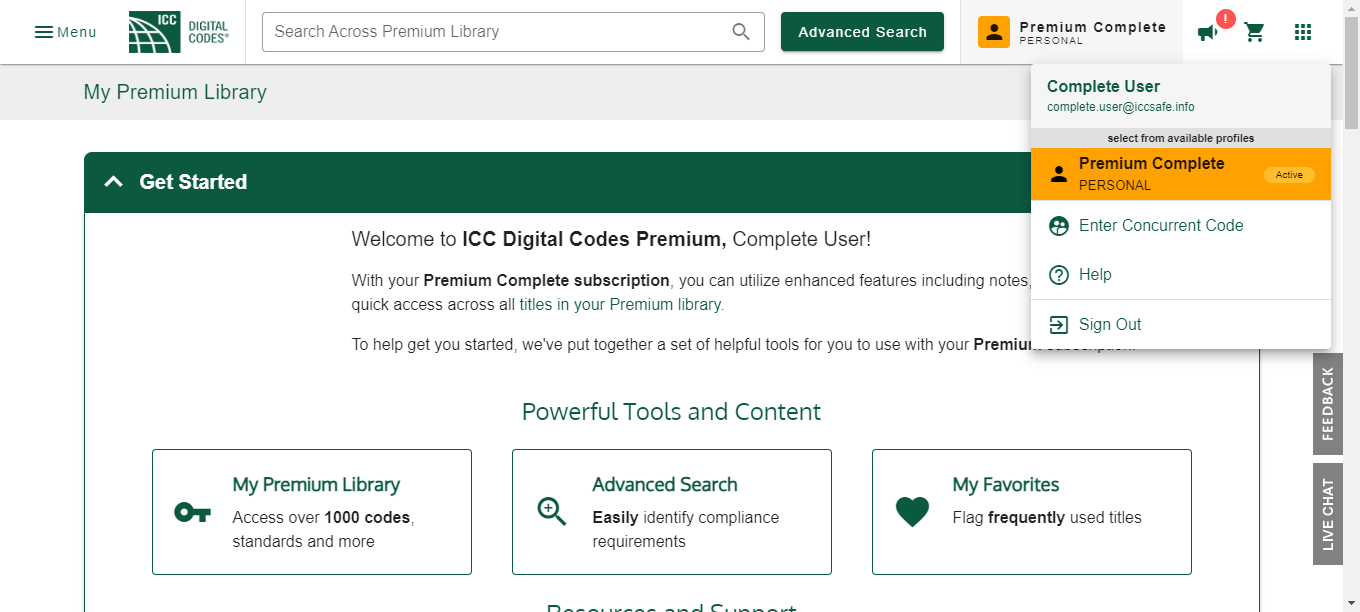 Menu
ICC
DIGITAL
CODES®
Search Across Premium Library
Advanced Search
Premium Complete
PERSONAL
!
My Premium Library
Complete User
complete.user@iccsafe.info
select from available profiles
Premium Complete
PERSONAL
Active
Enter Concurrent Code
Help
Sign Out
Get Started
Welcome to ICC Digital Codes Premium, Complete User!
With your Premium Complete subscription, you can utilize enhanced features including notes,
quick access across all titles in your Premium library.
To help get you started, we've put together a set of helpful tools for you to use with your Premium subscription.
Powerful Tools and Content
My Premium Library
Access over 1000 codes,
standards and more
Advanced Search
Easily identify compliance
requirements
My Favorites
Flag frequently used titles
Resources and Support
FEEDBACK
LIVE CHAT